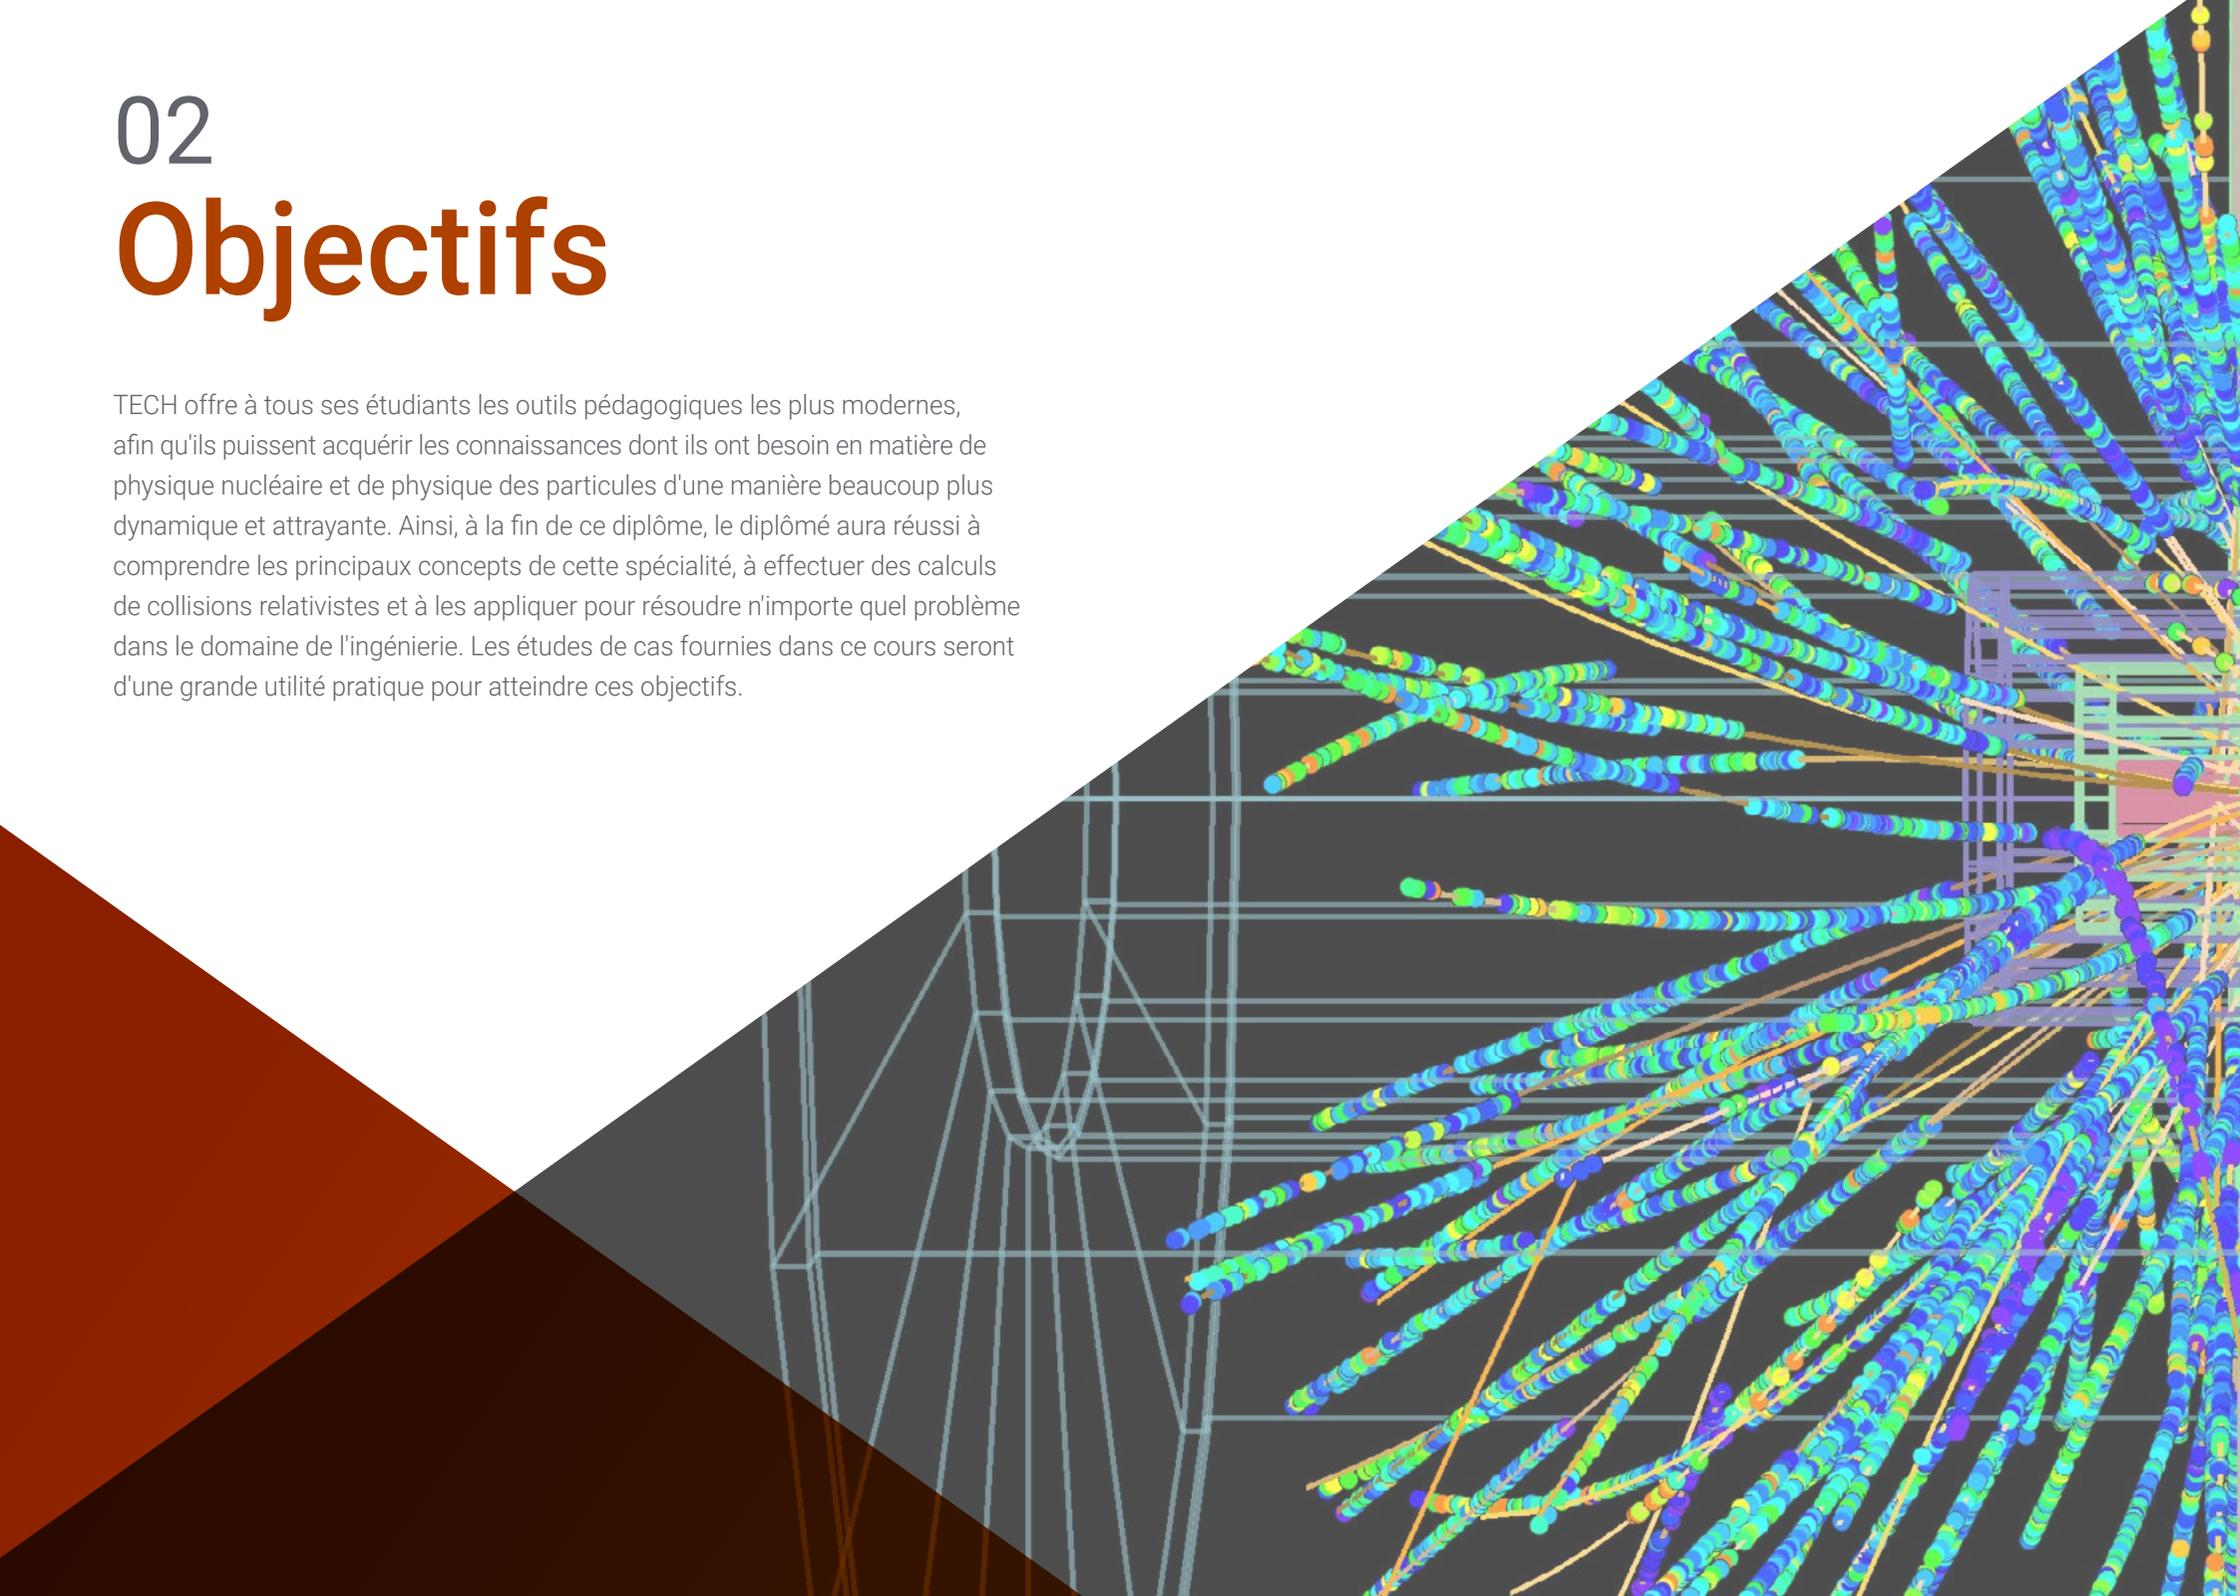 02
Objectifs
TECH offre à tous ses étudiants les outils pédagogiques les plus modernes,
afin qu'ils puissent acquérir les connaissances dont ils ont besoin en matière de
physique nucléaire et de physique des particules d'une manière beaucoup plus
dynamique et attrayante. Ainsi, à la fin de ce diplôme, le diplômé aura réussi à
comprendre les principaux concepts de cette spécialité, à effectuer des calculs
de collisions relativistes et à les appliquer pour résoudre n'importe quel problème
dans le domaine de l'ingénierie. Les études de cas fournies dans ce cours seront
d'une grande utilité pratique pour atteindre ces objectifs.